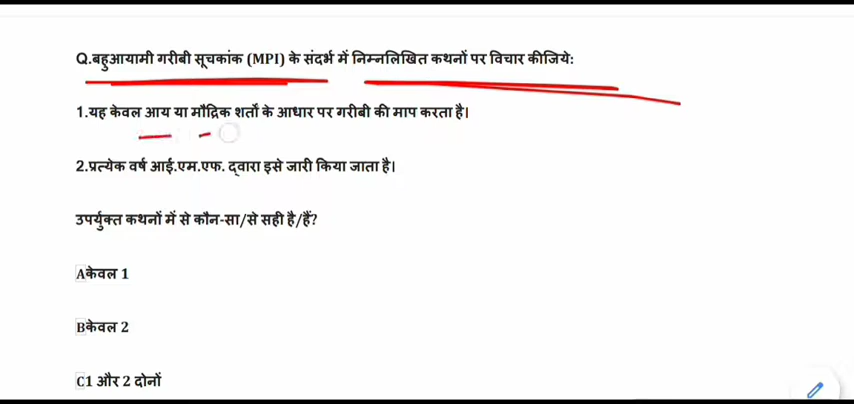 Q.बहुआयामी गरीबी सूचकांक (MPI) के संदर्भ में निम्नलिखित कथनों पर विचार कीजिये:
1.यह केवल आय या मौद्रिक शर्तों के आधार पर गरीबी की माप करता है।
2.प्रत्येक वर्ष आई.एम.एफ. द्वारा इसे जारी किया जाता है।
उपर्युक्त कथनों में से कौन-सा/से सही है/हैं?
Aकेवल 1
Bकेवल 2
C1 और 2 दोनों